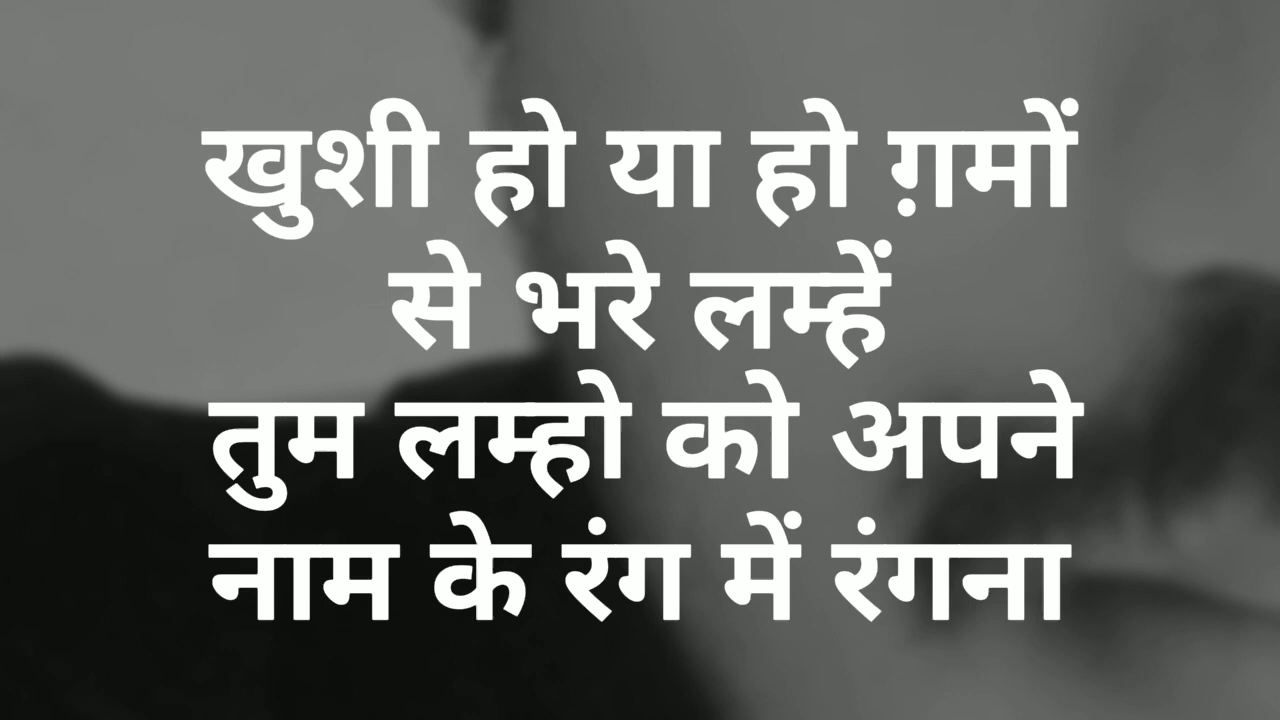 खुशी हो या हो ग़मों
से भरे लम्हें
तुम लम्हो को अपने
नाम के रंग में रंगना